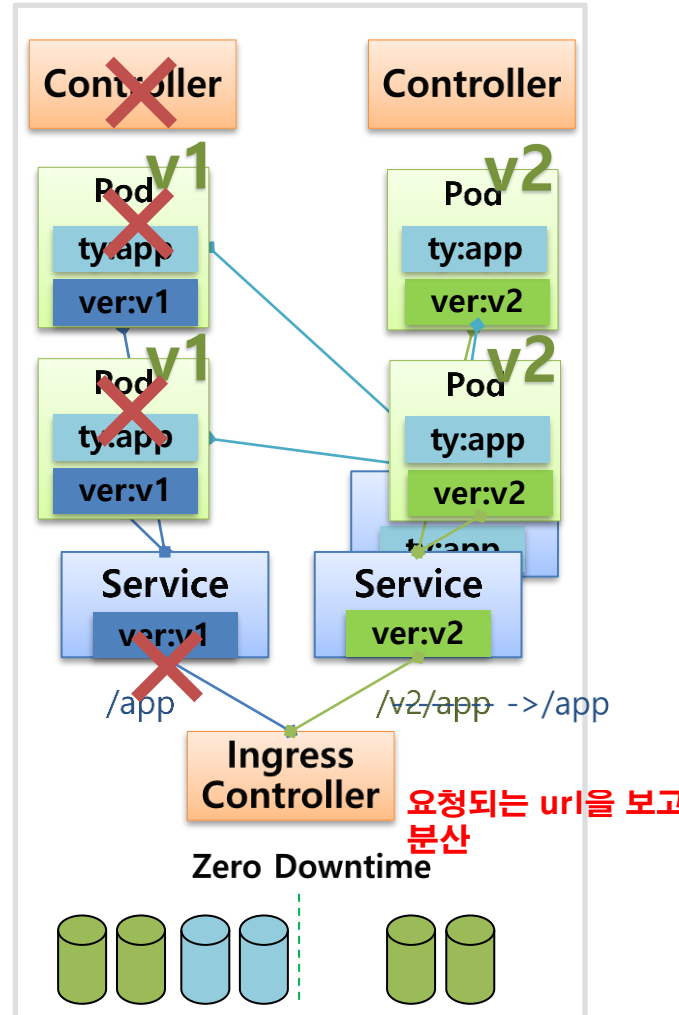 Controller
Controller
v1
Pod
ty:app
ver:v1
v2
Pod
ty:app
ver:v2
v1
Pod
ty:app
ver:v1
v2
Pod
ty:app
ver:v2
ty:app
Service
ver:v1
Service
ver:v2
/app
/v2/app ->/app
Ingress
Controller
요청되는 url을 보고
분산
Zero Downtime